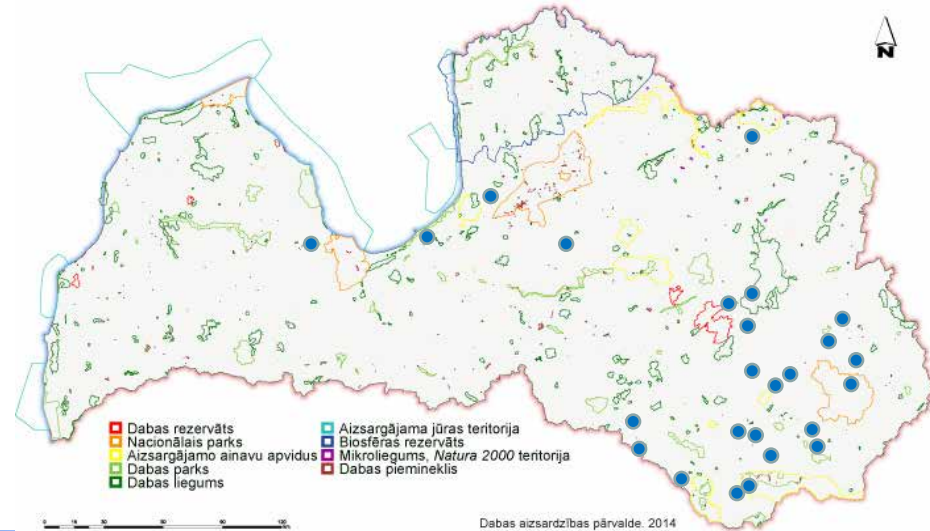 N
Dabas rezervāts
Nacionālais parks
Aizsargājamo ainavu apvidus
Dabas parks
Dabas liegums
Aizsargājama jūras teritorija
Biosfēras rezervāts
Mikroliegums, Natura 2000 teritorija
Dabas piemineklis
Dabas aizsardzības pārvalde. 2014